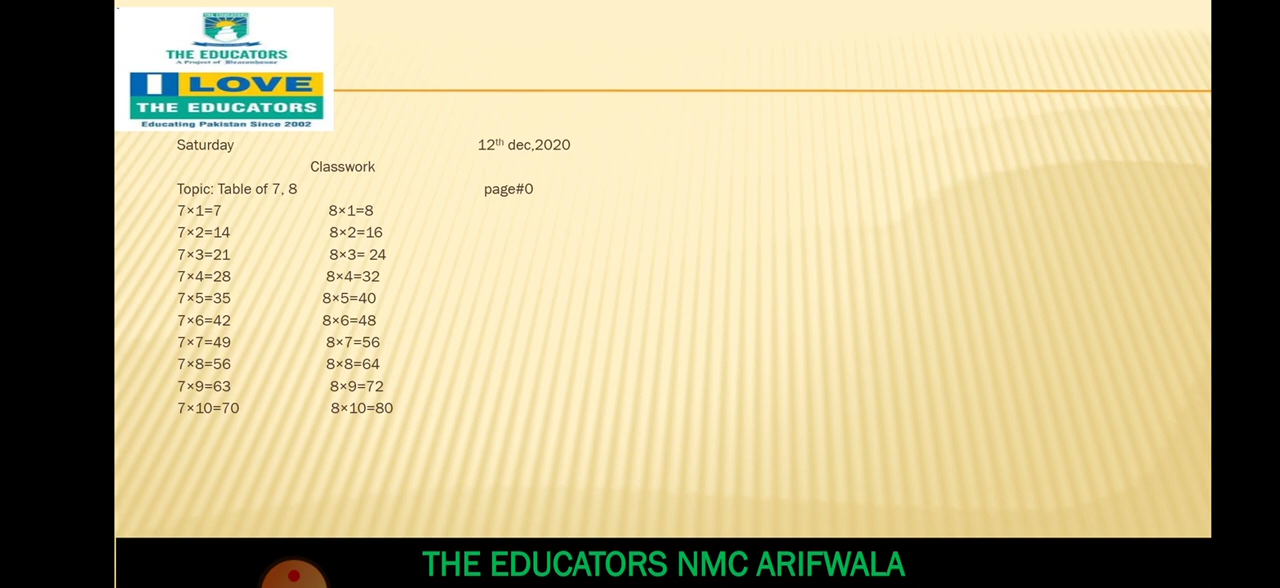 THE EDUCATORS
THE EDUCATORS
A Project of Beaconhouse
I LOVE
THE EDUCATORS
Educating Pakistan Since 2002
Saturday 12th dec,2020
Classwork
Topic: Table of 7, 8 page#0
7×1=7 8×1=8
7×2=14 8×2=16
7×3=21 8×3= 24
7×4=28 8×4=32
7×5=35 8×5=40
7×6=42 8×6=48
7×7=49 8×7=56
7×8=56 8×8=64
7×9=63 8×9=72
7×10=70 8×10=80
THE EDUCATORS NMC ARIFWALA